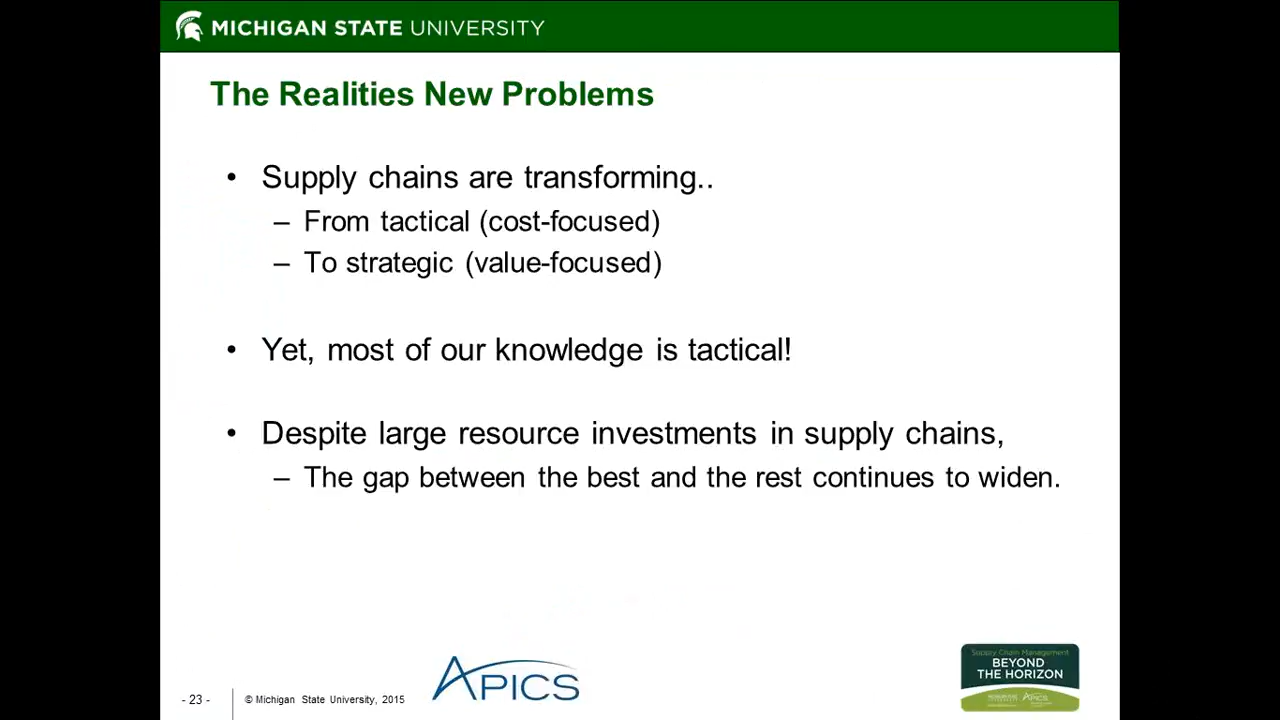 MICHIGAN STATE UNIVERSITY
The Realities New Problems
• Supply chains are transforming..
– From tactical (cost-focused)
– To strategic (value-focused)
• Yet, most of our knowledge is tactical!
• Despite large resource investments in supply chains,
– The gap between the best and the rest continues to widen.
- 23 -
© Michigan State University, 2015
APICS
Supply Chain Management
BEYOND
THE HORIZON
APICS